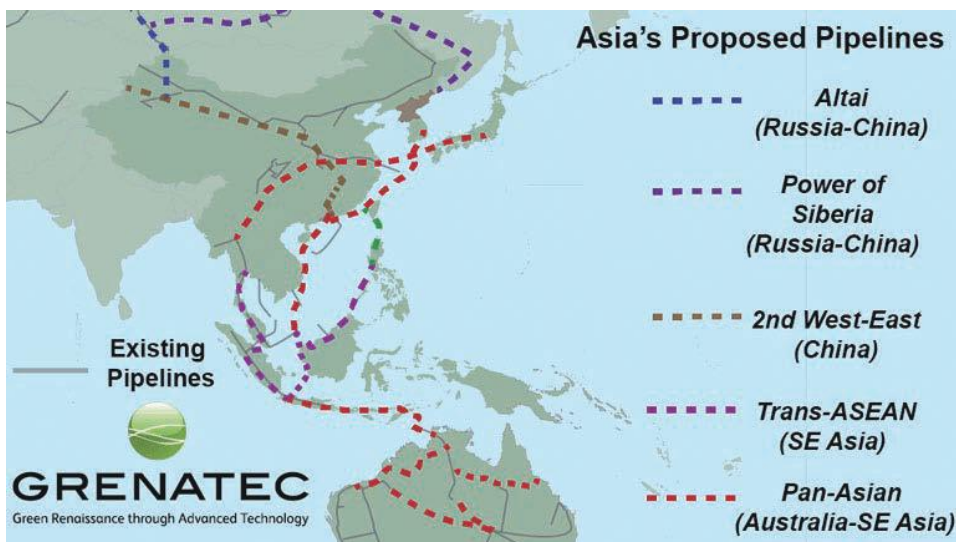 Asia's Proposed Pipelines
Altai
(Russia-China)
Power of
Siberia
(Russia-China)
2nd West-East
(China)
Trans-ASEAN
(SE Asia)
Pan-Asian
(Australia-SE Asia)
Existing
Pipelines
GRENATEC
Green Renaissance through Advanced Technology